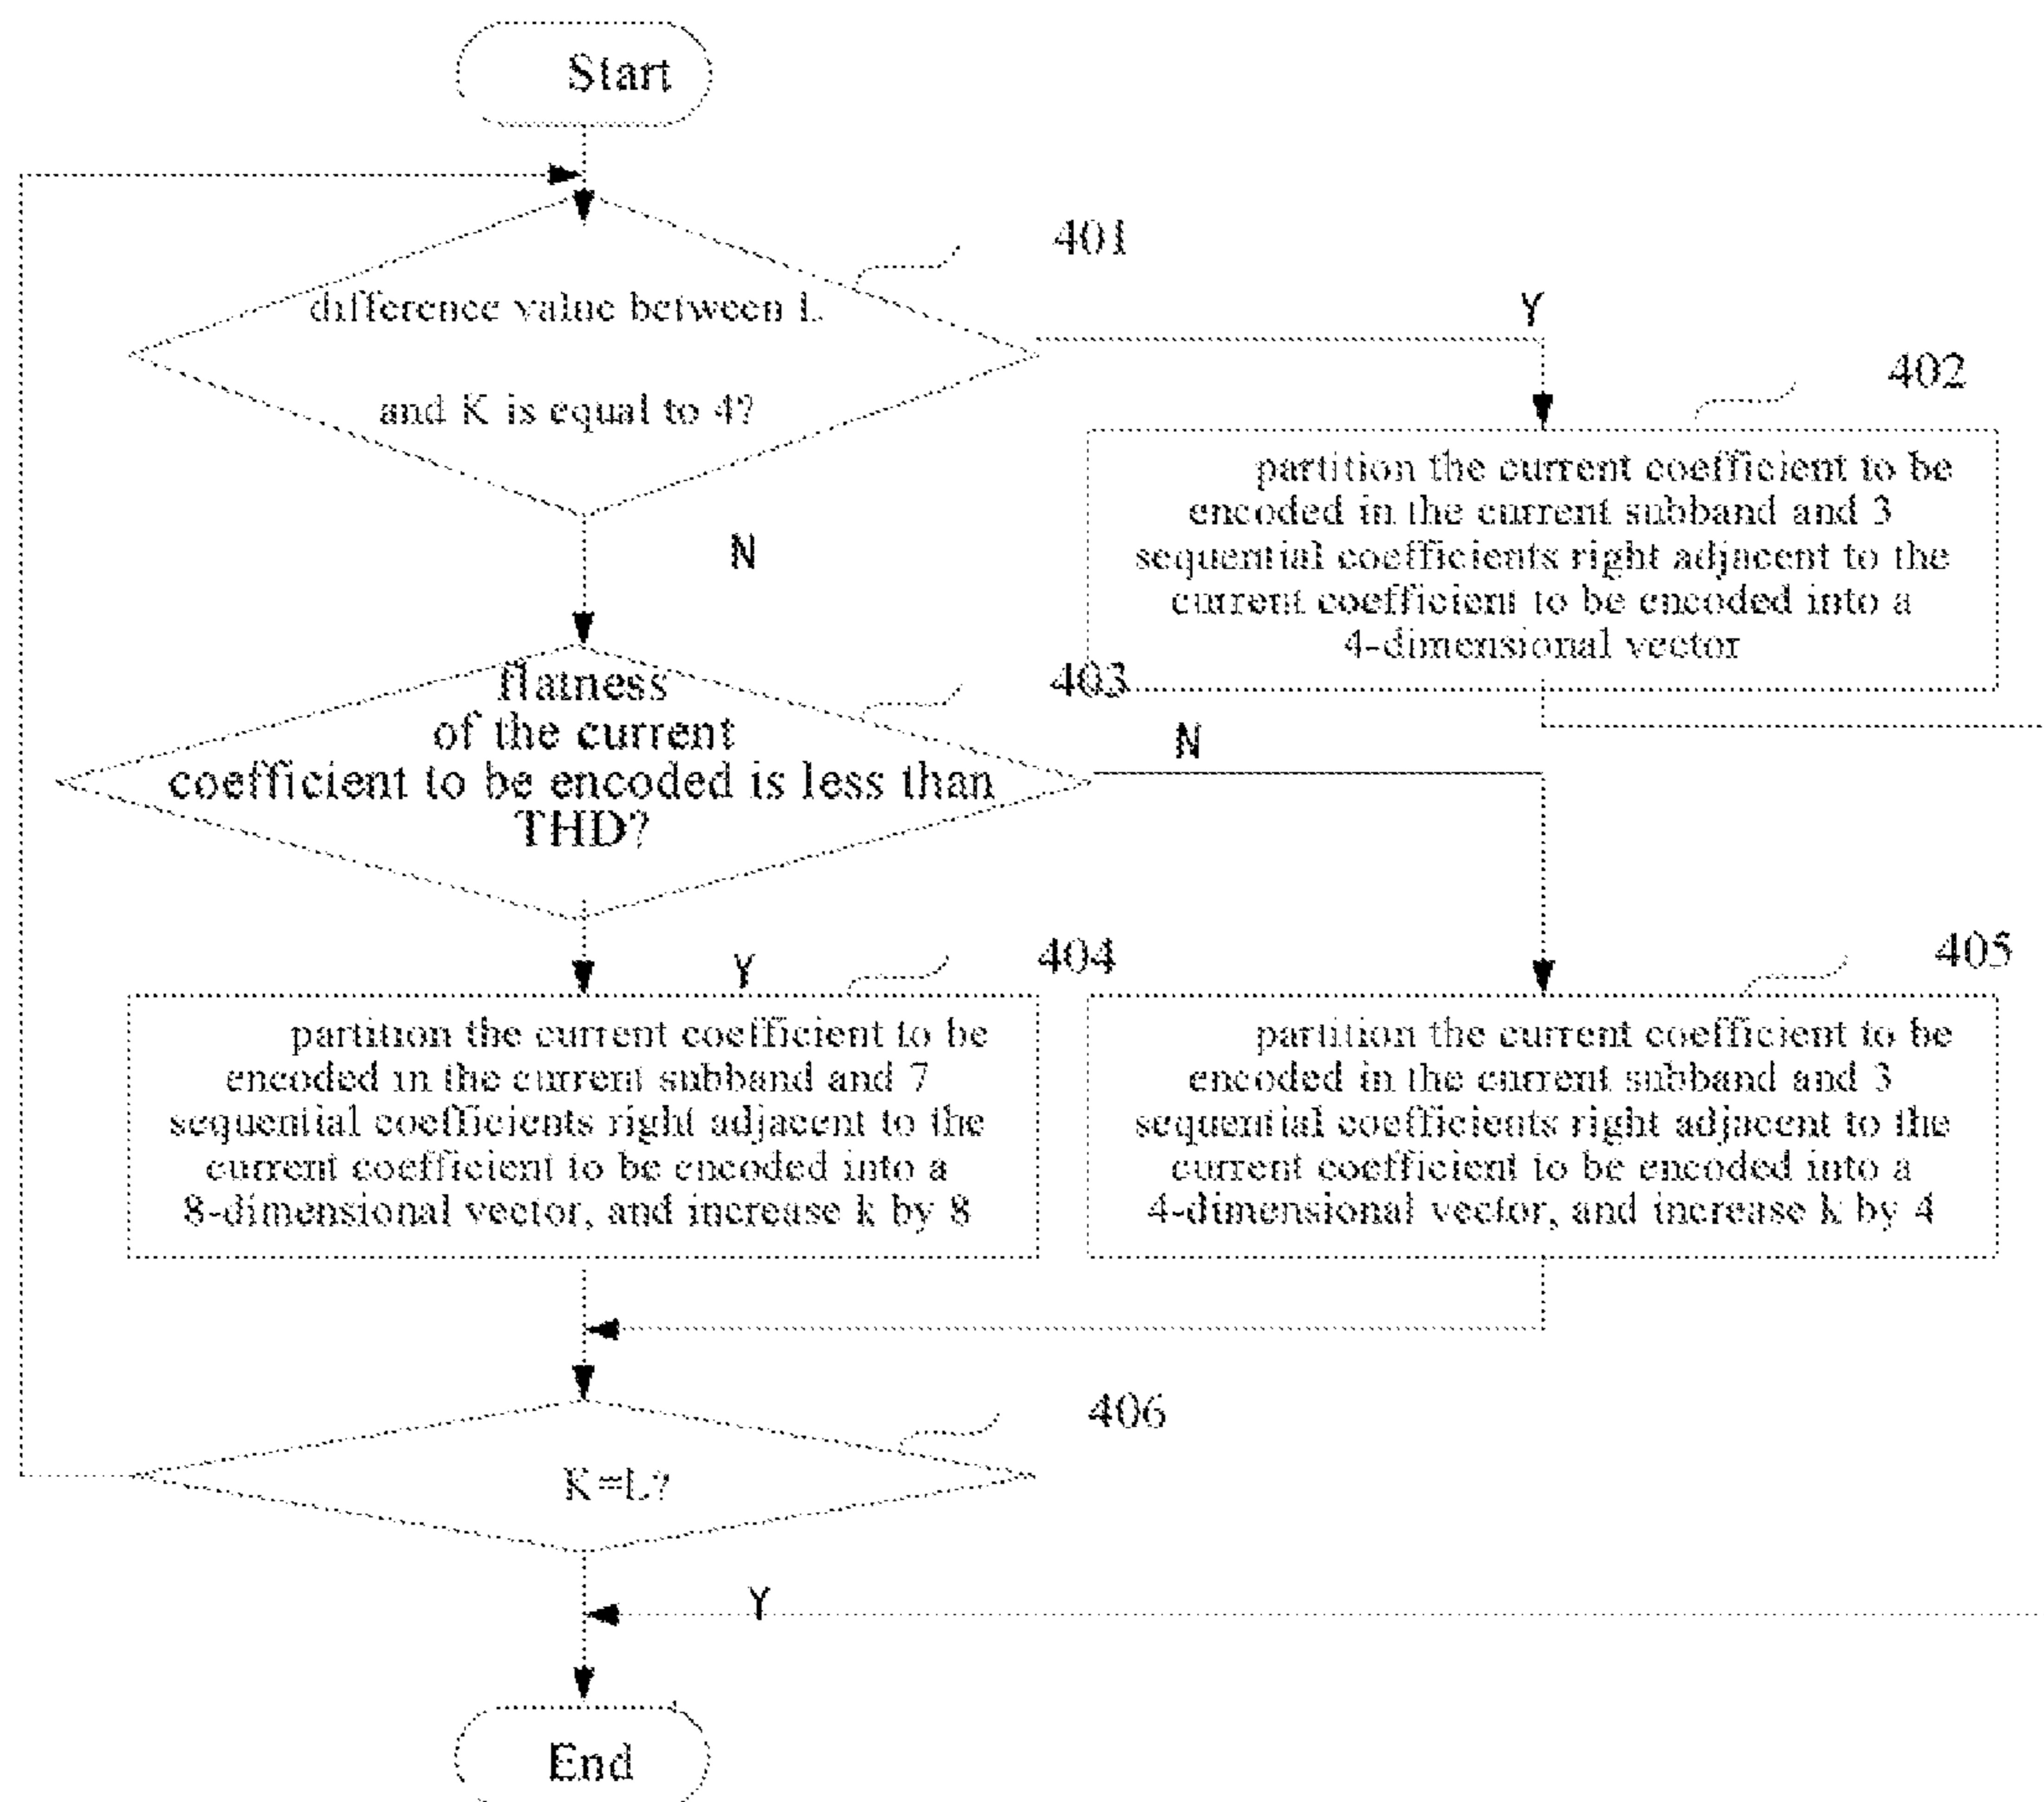 Start
401
difference value between L
and K is equal to 4?
Y
402
partition the current coefficient to be
encoded in the current subband and 3
sequential coefficients right adjacent to the
current coefficient to be encoded into a
4-dimensional vector
N
403
flatness
of the current
coefficient to be encoded is less than
THD?
N
Y
404
partition the current coefficient to be
encoded in the current subband and 7
sequential coefficients right adjacent to the
current coefficient to be encoded into a
8-dimensional vector, and increase k by 8
405
partition the current coefficient to be
encoded in the current subband and 3
sequential coefficients right adjacent to the
current coefficient to be encoded into a
4-dimensional vector, and increase k by 4
406
K=L?
Y
End